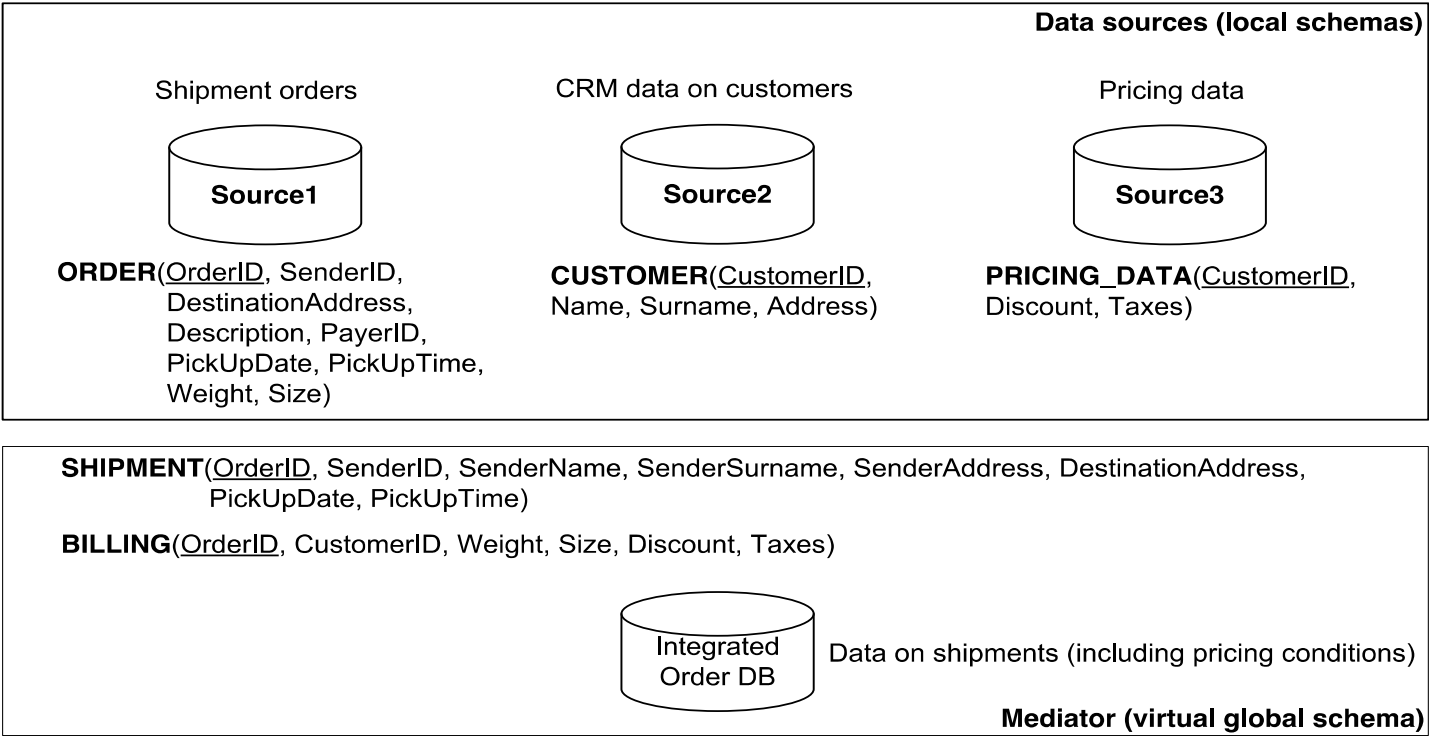 Data sources (local schemas)
Shipment orders
CRM data on customers
Pricing data
Source1
Source2
Source3
ORDER(OrderID, SenderID,
DestinationAddress,
Description, PayerID,
PickUpDate, PickUpTime,
Weight, Size)
CUSTOMER(CustomerID,
Name, Surname, Address)
PRICING_DATA(CustomerID,
Discount, Taxes)
SHIPMENT(OrderID, SenderID, SenderName, SenderSurname, SenderAddress, DestinationAddress,
PickUpDate, PickUpTime)
BILLING(OrderID, CustomerID, Weight, Size, Discount, Taxes)
Integrated
Order DB
Data on shipments (including pricing conditions)
Mediator (virtual global schema)